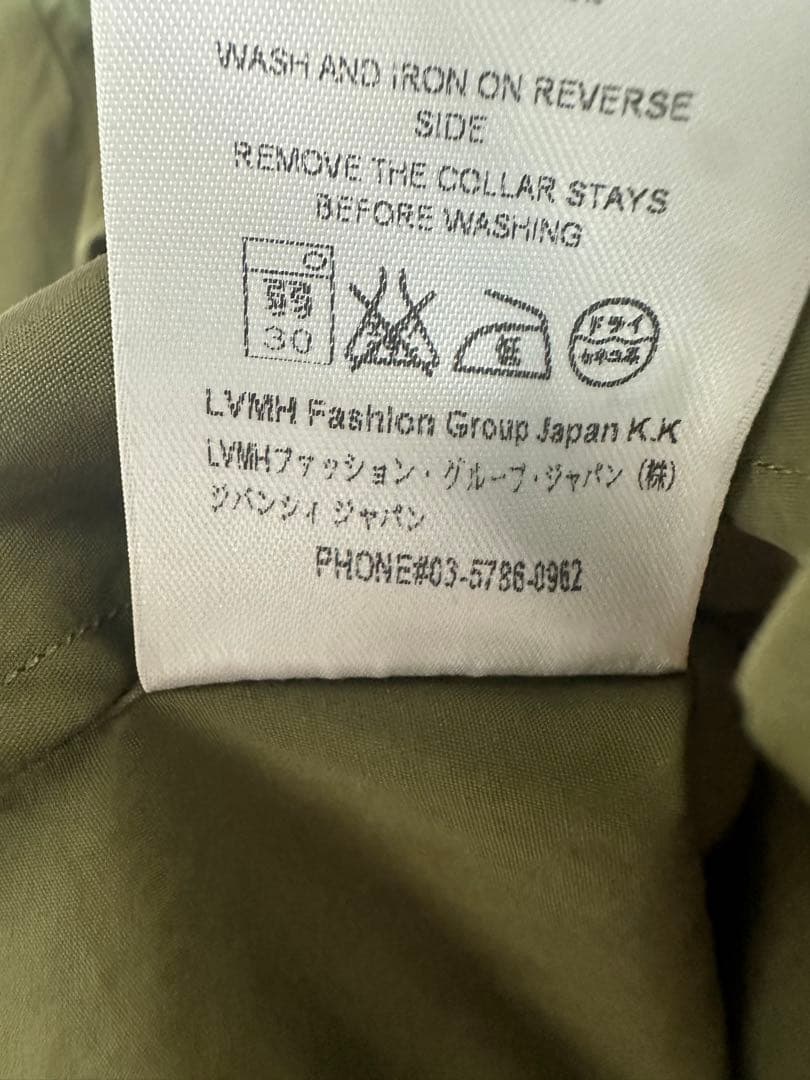 WASH AND IRON ON REVERSE
SIDE
REMOVE THE COLLAR STAYS
BEFORE WASHING
30
低
ドライ
LVMH Fashion Group Japan K.K
LVMHファッション・グループ・ジャパン (株)
ジバンシィ ジャパン
PHONE#03-5786-0962